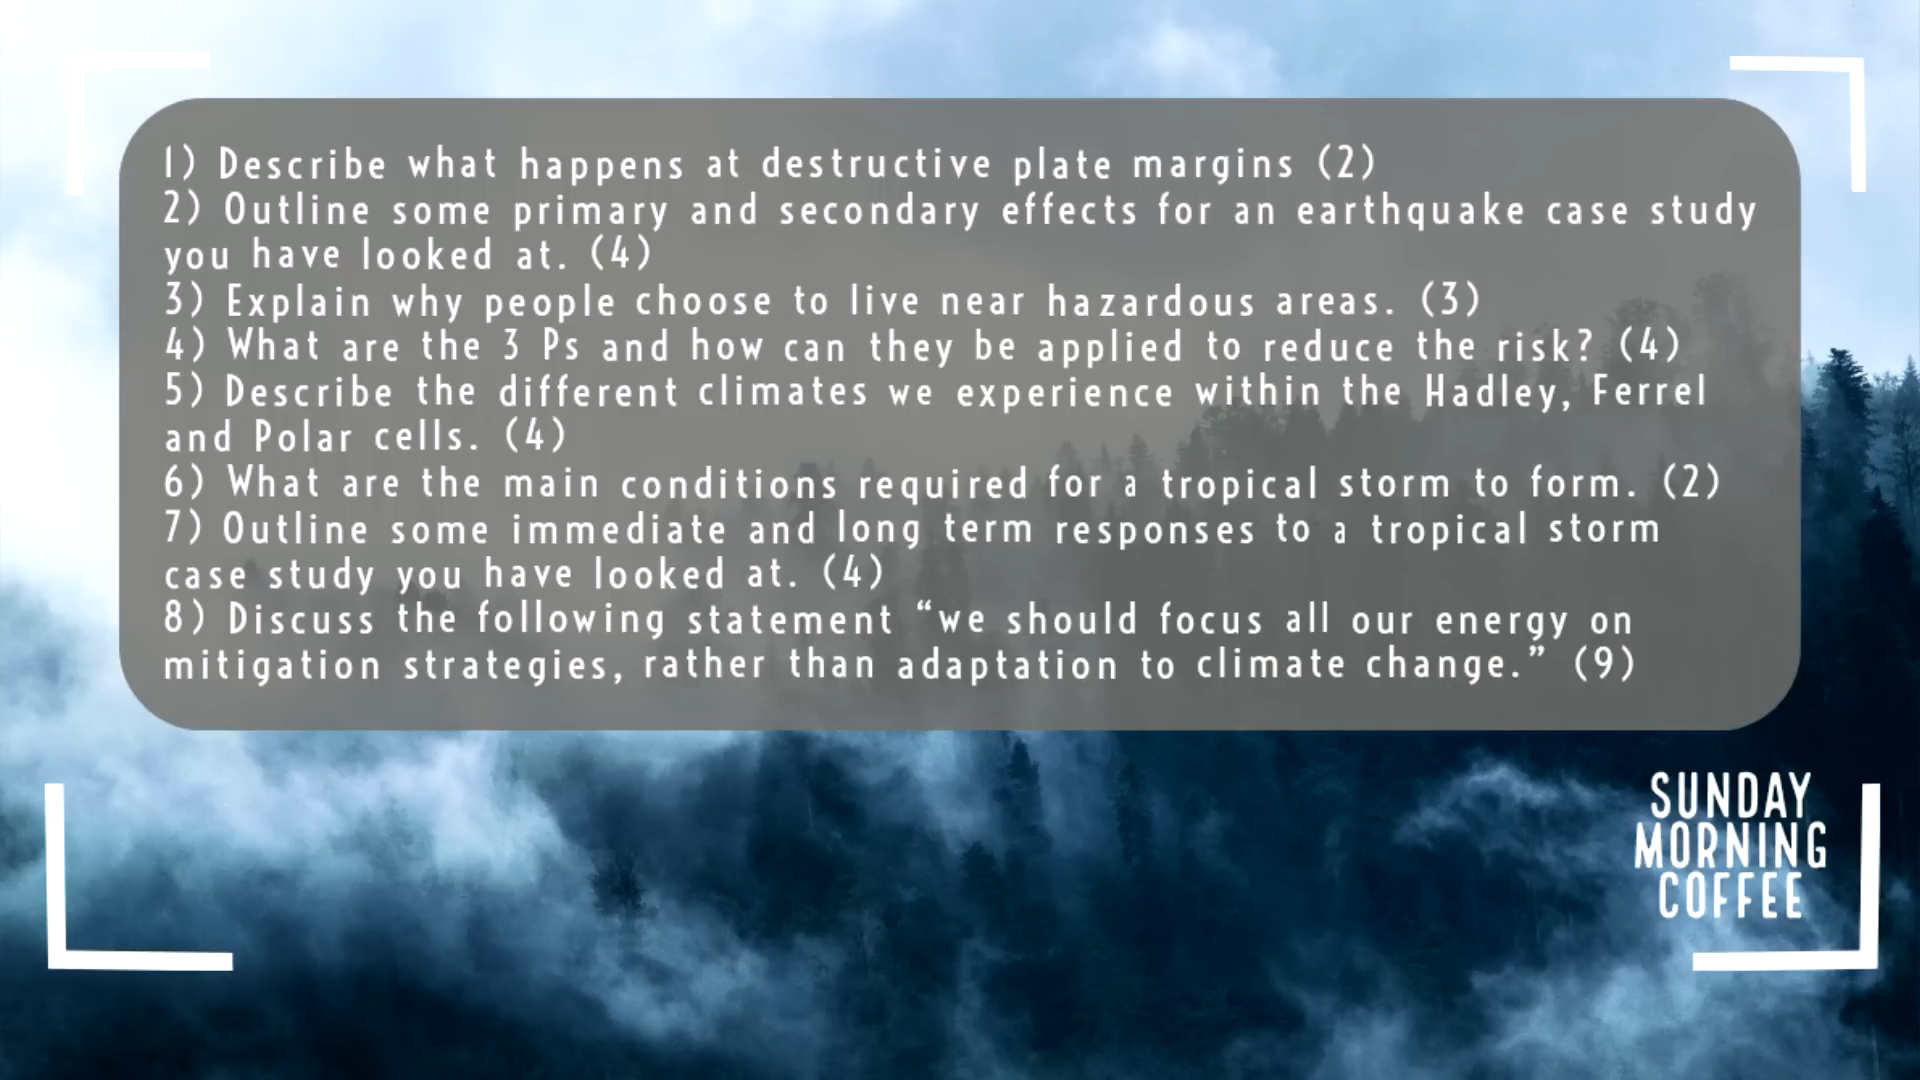 1) Describe what happens at destructive plate margins (2)
2) Outline some primary and secondary effects for an earthquake case study
you have looked at. (4)
3) Explain why people choose to live near hazardous areas. (3)
4) What are the 3 Ps and how can they be applied to reduce the risk? (4)
5) Describe the different climates we experience within the Hadley, Ferrel
and Polar cells. (4)
6) What are the main conditions required for a tropical storm to form. (2)
7) Outline some immediate and long term responses to a tropical storm
case study you have looked at. (4)
8) Discuss the following statement “we should focus all our energy on
mitigation strategies, rather than adaptation to climate change.” (9)
SUNDAY
MORNING
COFFEE